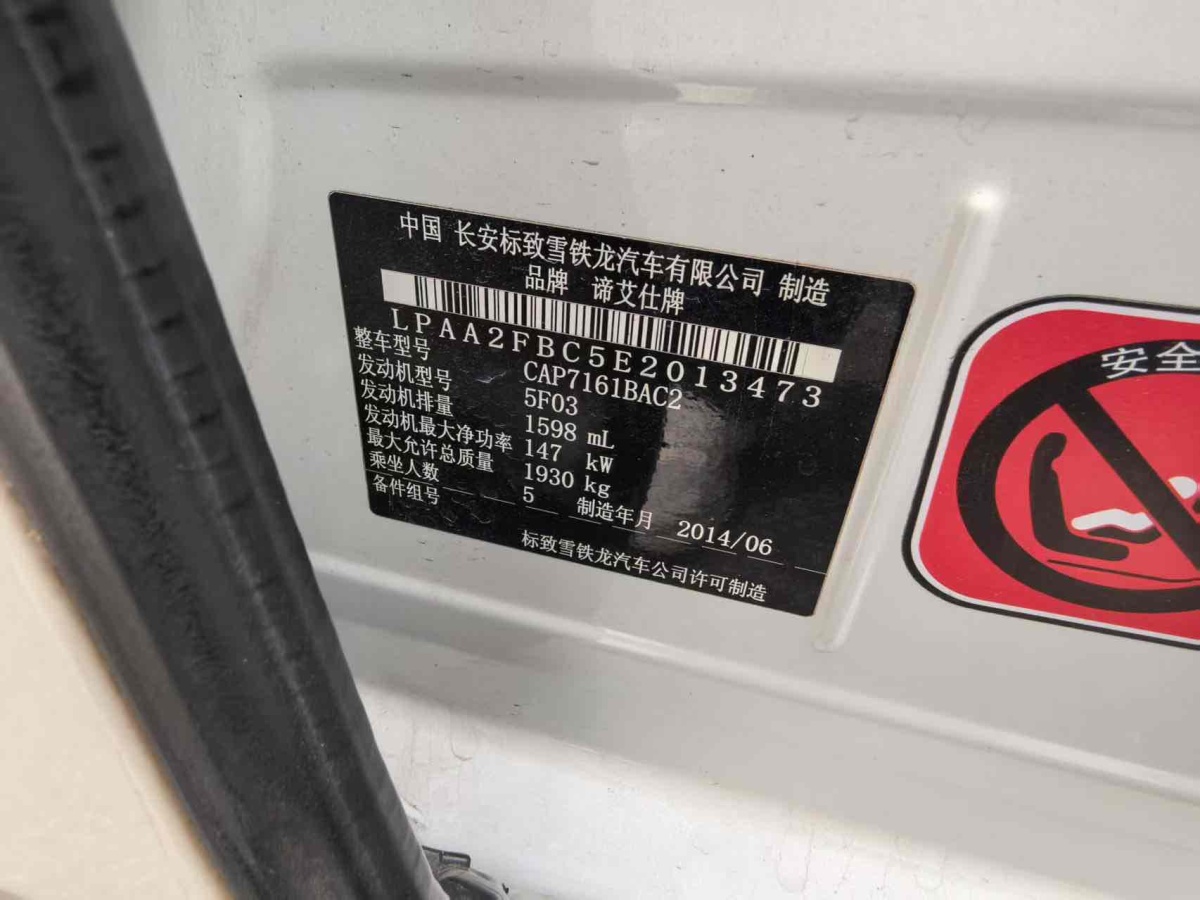 中国 长安标致雪铁龙汽车有限公司 制造
品牌 谛艾仕牌
LPAA2FBC5E2013473
整车型号 CAP7161BAC2
发动机型号 5F03
发动机排量 1598 mL
发动机最大净功率 147 kW
最大允许总质量 1930 kg
乘坐人数 5 制造年月 2014/06
备件组号
标致雪铁龙汽车公司许可制造
安全